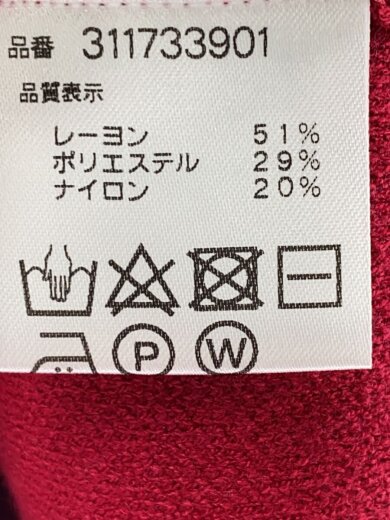 品番 311733901
品質表示
レーヨン 51%
ポリエステル 29%
ナイロン 20%
P W